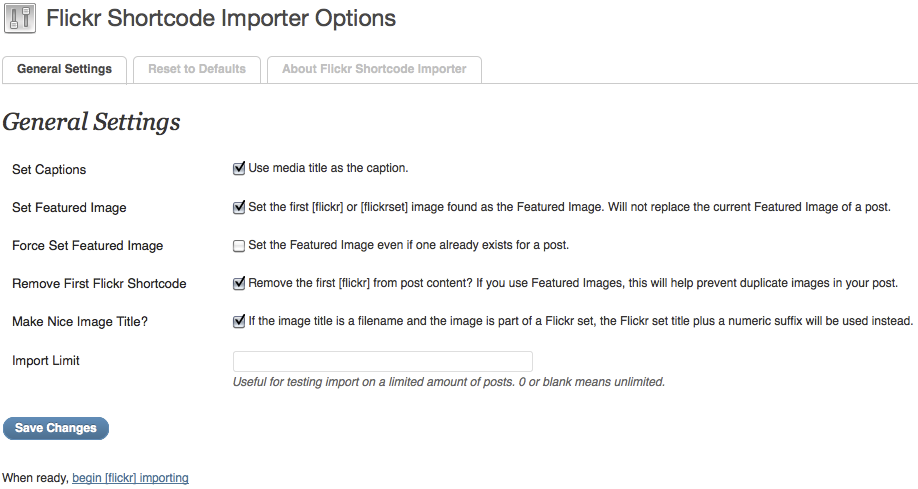 Flickr Shortcode Importer Options
General Settings
Reset to Defaults
About Flickr Shortcode Importer
General Settings
Set Captions
Use media title as the caption.
Set Featured Image
Set the first [flickr] or [flickrset] image found as the Featured Image. Will not replace the current Featured Image of a post.
Force Set Featured Image
Set the Featured Image even if one already exists for a post.
Remove First Flickr Shortcode
Remove the first [flickr] from post content? If you use Featured Images, this will help prevent duplicate images in your post.
Make Nice Image Title?
If the image title is a filename and the image is part of a Flickr set, the Flickr set title plus a numeric suffix will be used instead.
Import Limit
Useful for testing import on a limited amount of posts. 0 or blank means unlimited.
Save Changes
When ready, begin [flickr] importing